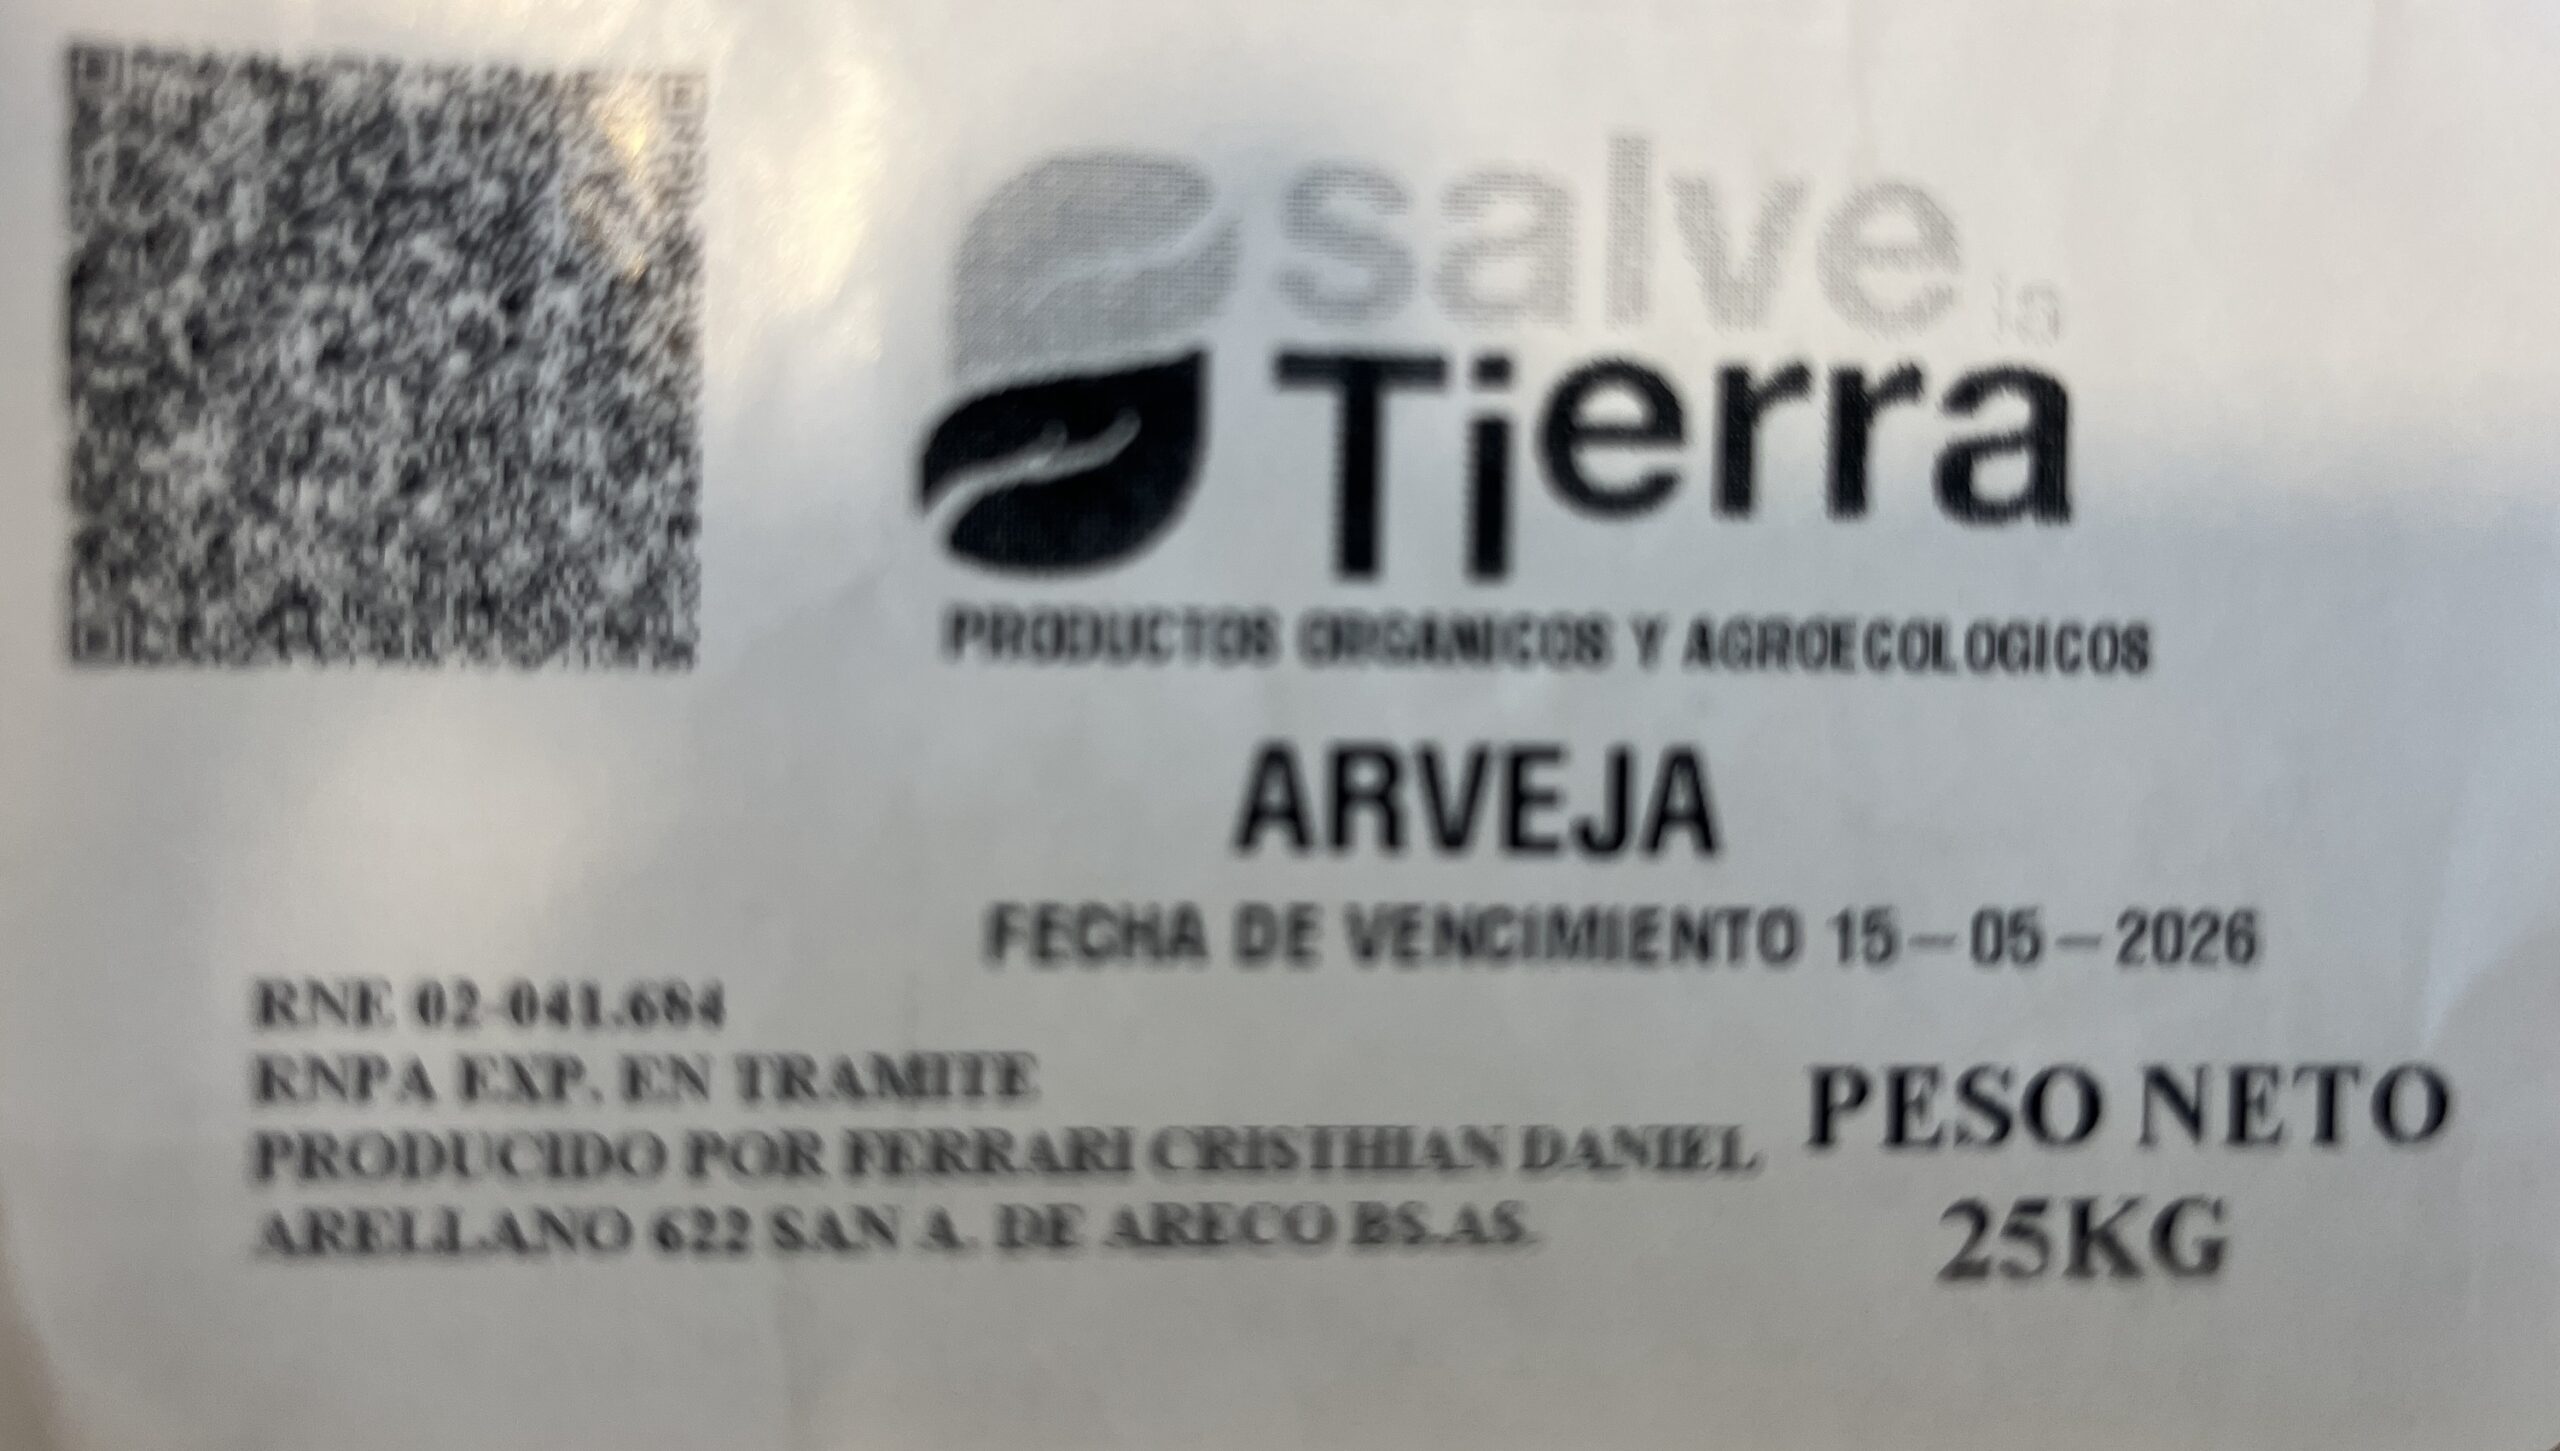 salve la
Tierra
PRODUCTOS ORGANICOS Y AGROECOLOGICOS
ARVEJA
FECHA DE VENCIMIENTO 15-05-2026
RNE 02-041.684
RNPA EXP. EN TRAMITE
PRODUCIDO POR FERRARI CRISTHIAN DANIEL
ARELLANO 622 SAN A. DE ARECO BS.AS.
PESO NETO
25KG